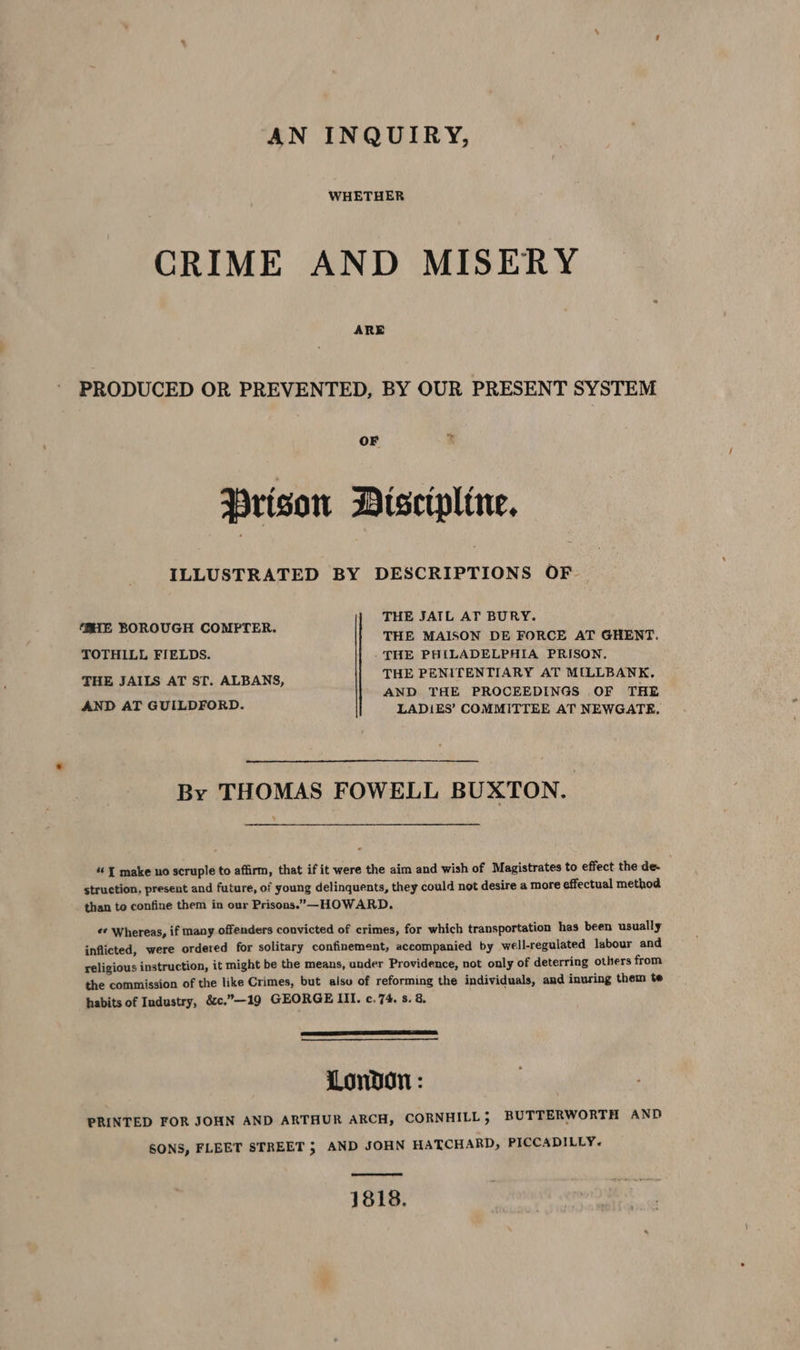 AN INQUIRY,
WHETHER
CRIME AND MISERY
ARE
PRODUCED OR PREVENTED, BY OUR PRESENT SYSTEM
OF
Prison Discipline.
ILLUSTRATED BY DESCRIPTIONS OF
THE BOROUGH COMPTER.
TOTHILL FIELDS.
THE JAILS AT ST. ALBANS,
AND AT GUILDFORD.
THE JAIL AT BURY.
THE MAISON DE FORCE AT GHENT.
THE PHILADELPHIA PRISON.
THE PENITENTIARY AT MILLBANK.
AND THE PROCEEDINGS OF THE
LADIES' COMMITTEE AT NEWGATE.
By THOMAS FOWELL BUXTON.
“I make no scruple to affirm, that if it were the aim and wish of Magistrates to effect the de-
struction, present and future, of young delinquents, they could not desire a more effectual method
than to confine them in our Prisons.”—HOWARD.
“Whereas, if many offenders convicted of crimes, for which transportation has been usually
inflicted, were ordered for solitary confinement, accompanied by well-regulated labour and
religious instruction, it might be the means, under Providence, not only of deterring others from
the commission of the like Crimes, but also of reforming the individuals, and inuring them to
habits of Industry, &c.”—19 GEORGE III. c. 74. s. 8.
London:
PRINTED FOR JOHN AND ARTHUR ARCH, CORNHILL; BUTTERWORTH AND
SONS, FLEET STREET; AND JOHN HATCHARD, PICCADILLY.
1818.